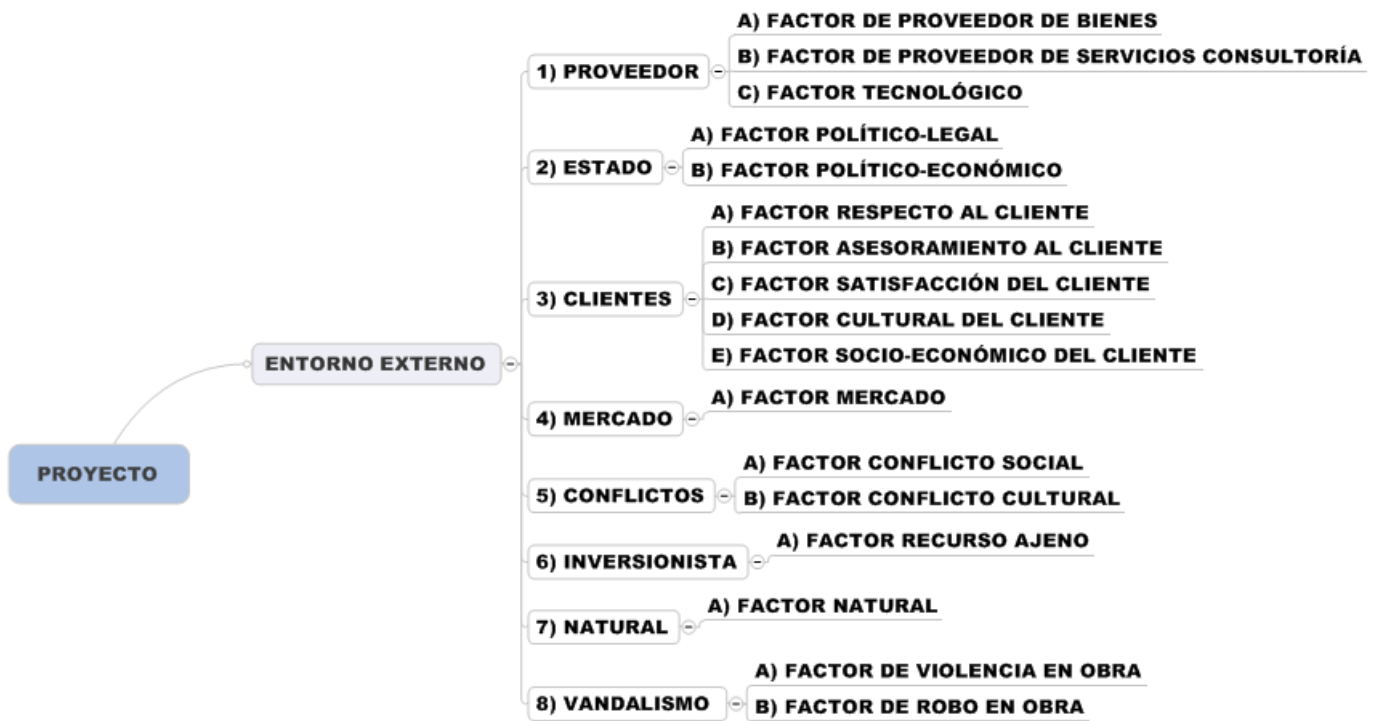 PROYECTO
ENTORNO EXTERNO
1) PROVEEDOR
A) FACTOR DE PROVEEDOR DE BIENES
B) FACTOR DE PROVEEDOR DE SERVICIOS CONSULTORÍA
C) FACTOR TECNOLÓGICO
2) ESTADO
A) FACTOR POLÍTICO-LEGAL
B) FACTOR POLÍTICO-ECONÓMICO
3) CLIENTES
A) FACTOR RESPECTO AL CLIENTE
B) FACTOR ASESORAMIENTO AL CLIENTE
C) FACTOR SATISFACCIÓN DEL CLIENTE
D) FACTOR CULTURAL DEL CLIENTE
E) FACTOR SOCIO-ECONÓMICO DEL CLIENTE
4) MERCADO
A) FACTOR MERCADO
5) CONFLICTOS
A) FACTOR CONFLICTO SOCIAL
B) FACTOR CONFLICTO CULTURAL
6) INVERSIONISTA
A) FACTOR RECURSO AJENO
7) NATURAL
A) FACTOR NATURAL
8) VANDALISMO
A) FACTOR DE VIOLENCIA EN OBRA
B) FACTOR DE ROBO EN OBRA